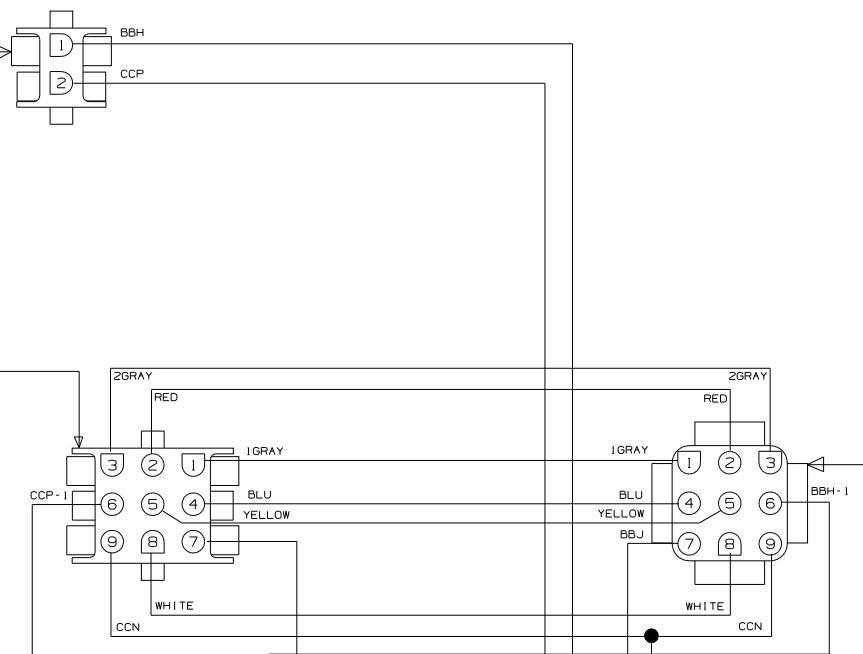 BBH
1
CCP
2
2GRAY 2GRAY
RED RED
1GRAY 1GRAY
3 2 1 1 2 3
CCP-1 BLU BLU BBH-1
6 5 4 4 5 6
YELLOW YELLOW
BBJ
9 8 7 7 8 9
WHITE WHITE
CCN CCN